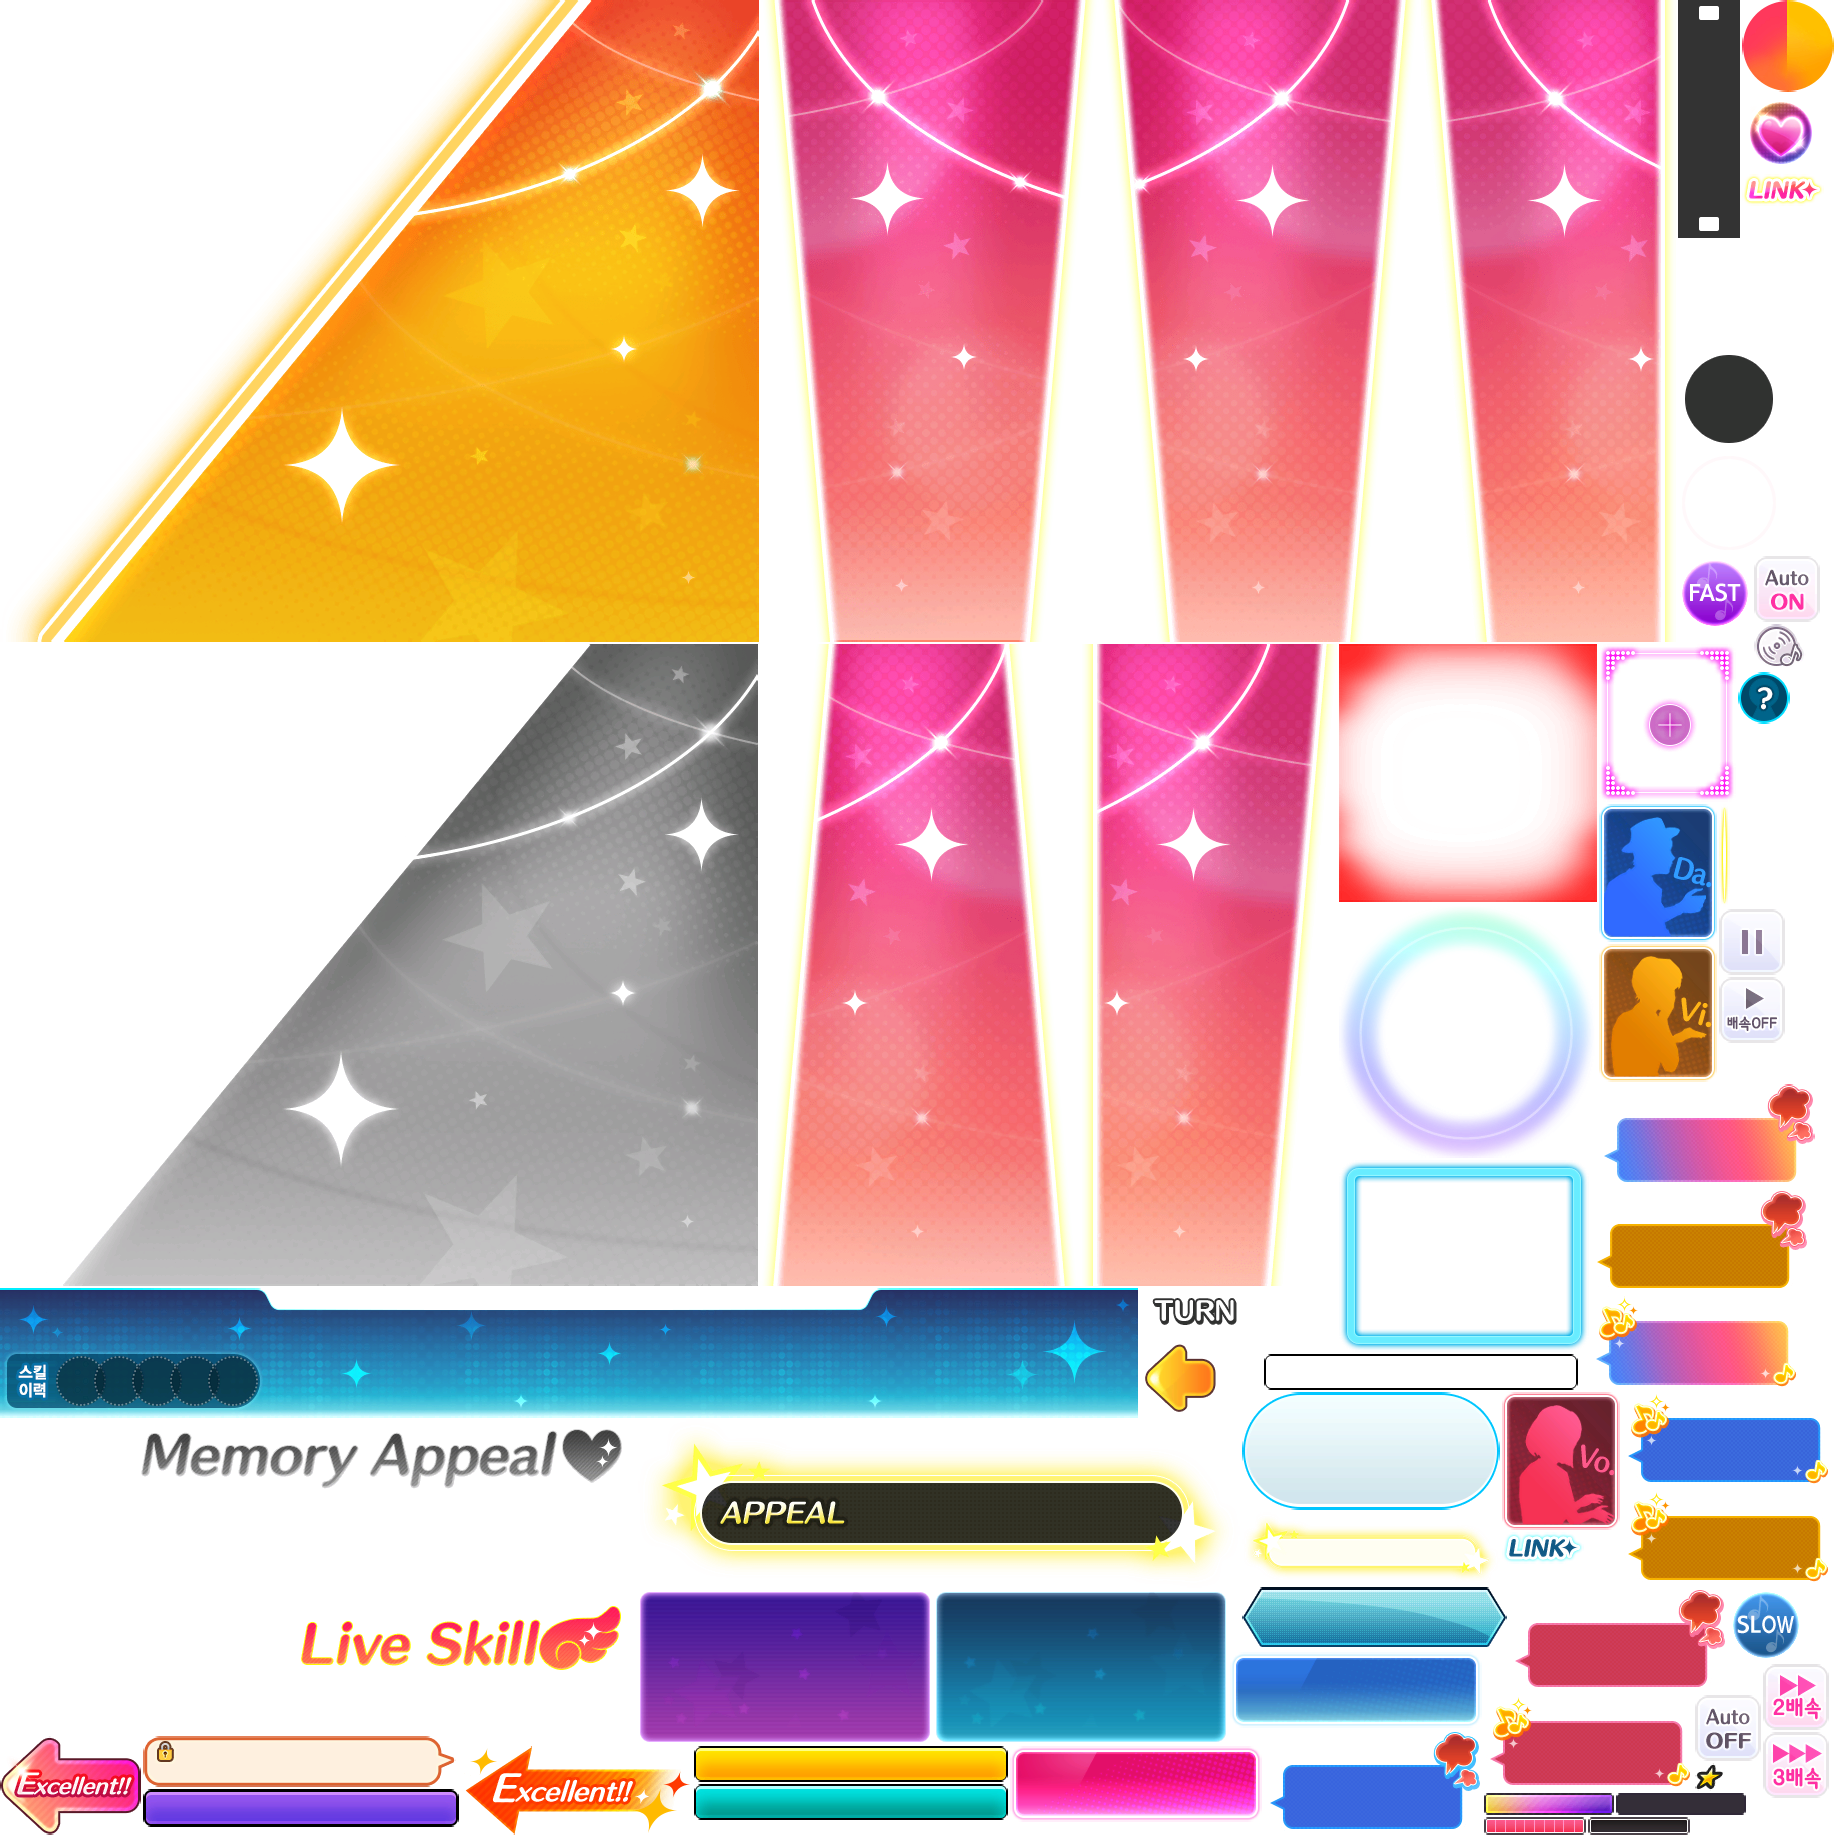 LINK
FAST
Auto
ON
?
Da.
Vi.
배속OFF
TURN
스킬
이력
Memory Appeal
APPEAL
Vo.
LINK
Live Skill
SLOW
2배속
Auto
OFF
3배속
Excellent!!
Excellent!!